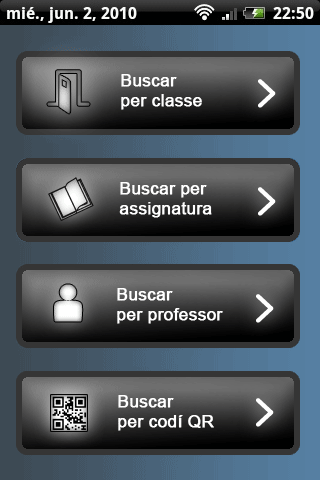 mié., jun. 2, 2010 22:50
Buscar
per classe
Buscar per
assignatura
Buscar
per professor
Buscar
per codí QR